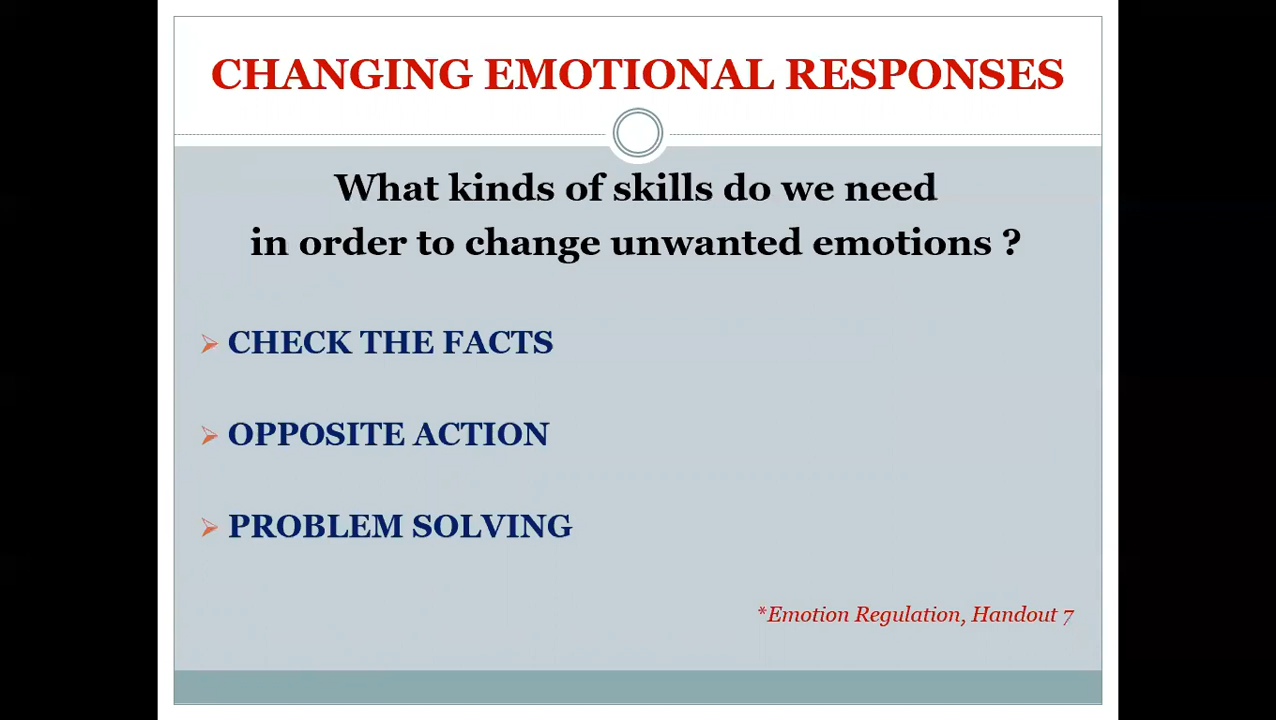 CHANGING EMOTIONAL RESPONSES
What kinds of skills do we need
in order to change unwanted emotions ?
CHECK THE FACTS
OPPOSITE ACTION
PROBLEM SOLVING
*Emotion Regulation, Handout 7